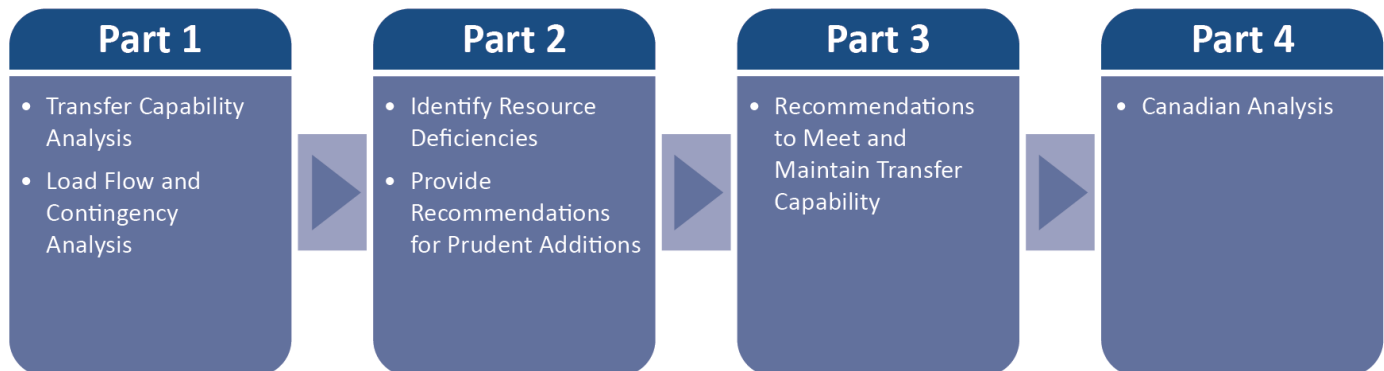 Part 1
• Transfer Capability
Analysis
• Load Flow and
Contingency
Analysis
Part 2
• Identify Resource
Deficiencies
• Provide
Recommendations
for Prudent Additions
Part 3
• Recommendations
to Meet and
Maintain Transfer
Capability
Part 4
• Canadian Analysis